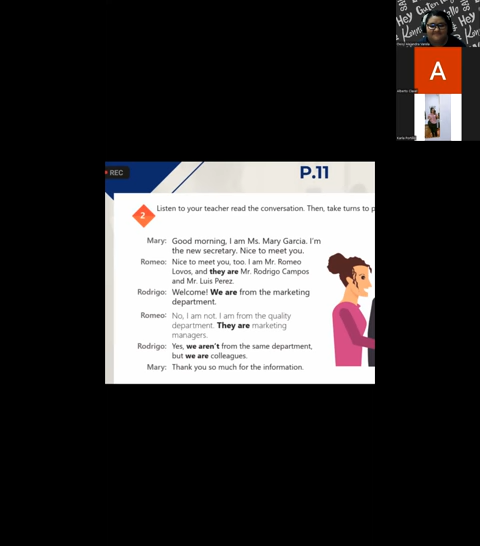 REC
P.11
2
Listen to your teacher read the conversation. Then, take turns to p
Mary: Good morning, I am Ms. Mary Garcia. I'm
the new secretary. Nice to meet you.
Romeo: Nice to meet you, too. I am Mr. Romeo
Lovos, and they are Mr. Rodrigo Campos
and Mr. Luis Perez.
Rodrigo: Welcome! We are from the marketing
department.
Romeo: No, I am not. I am from the quality
department. They are marketing
managers.
Rodrigo: Yes, we aren't from the same department,
but we are colleagues.
Mary: Thank you so much for the information.
A
Hey
Guten
Hey